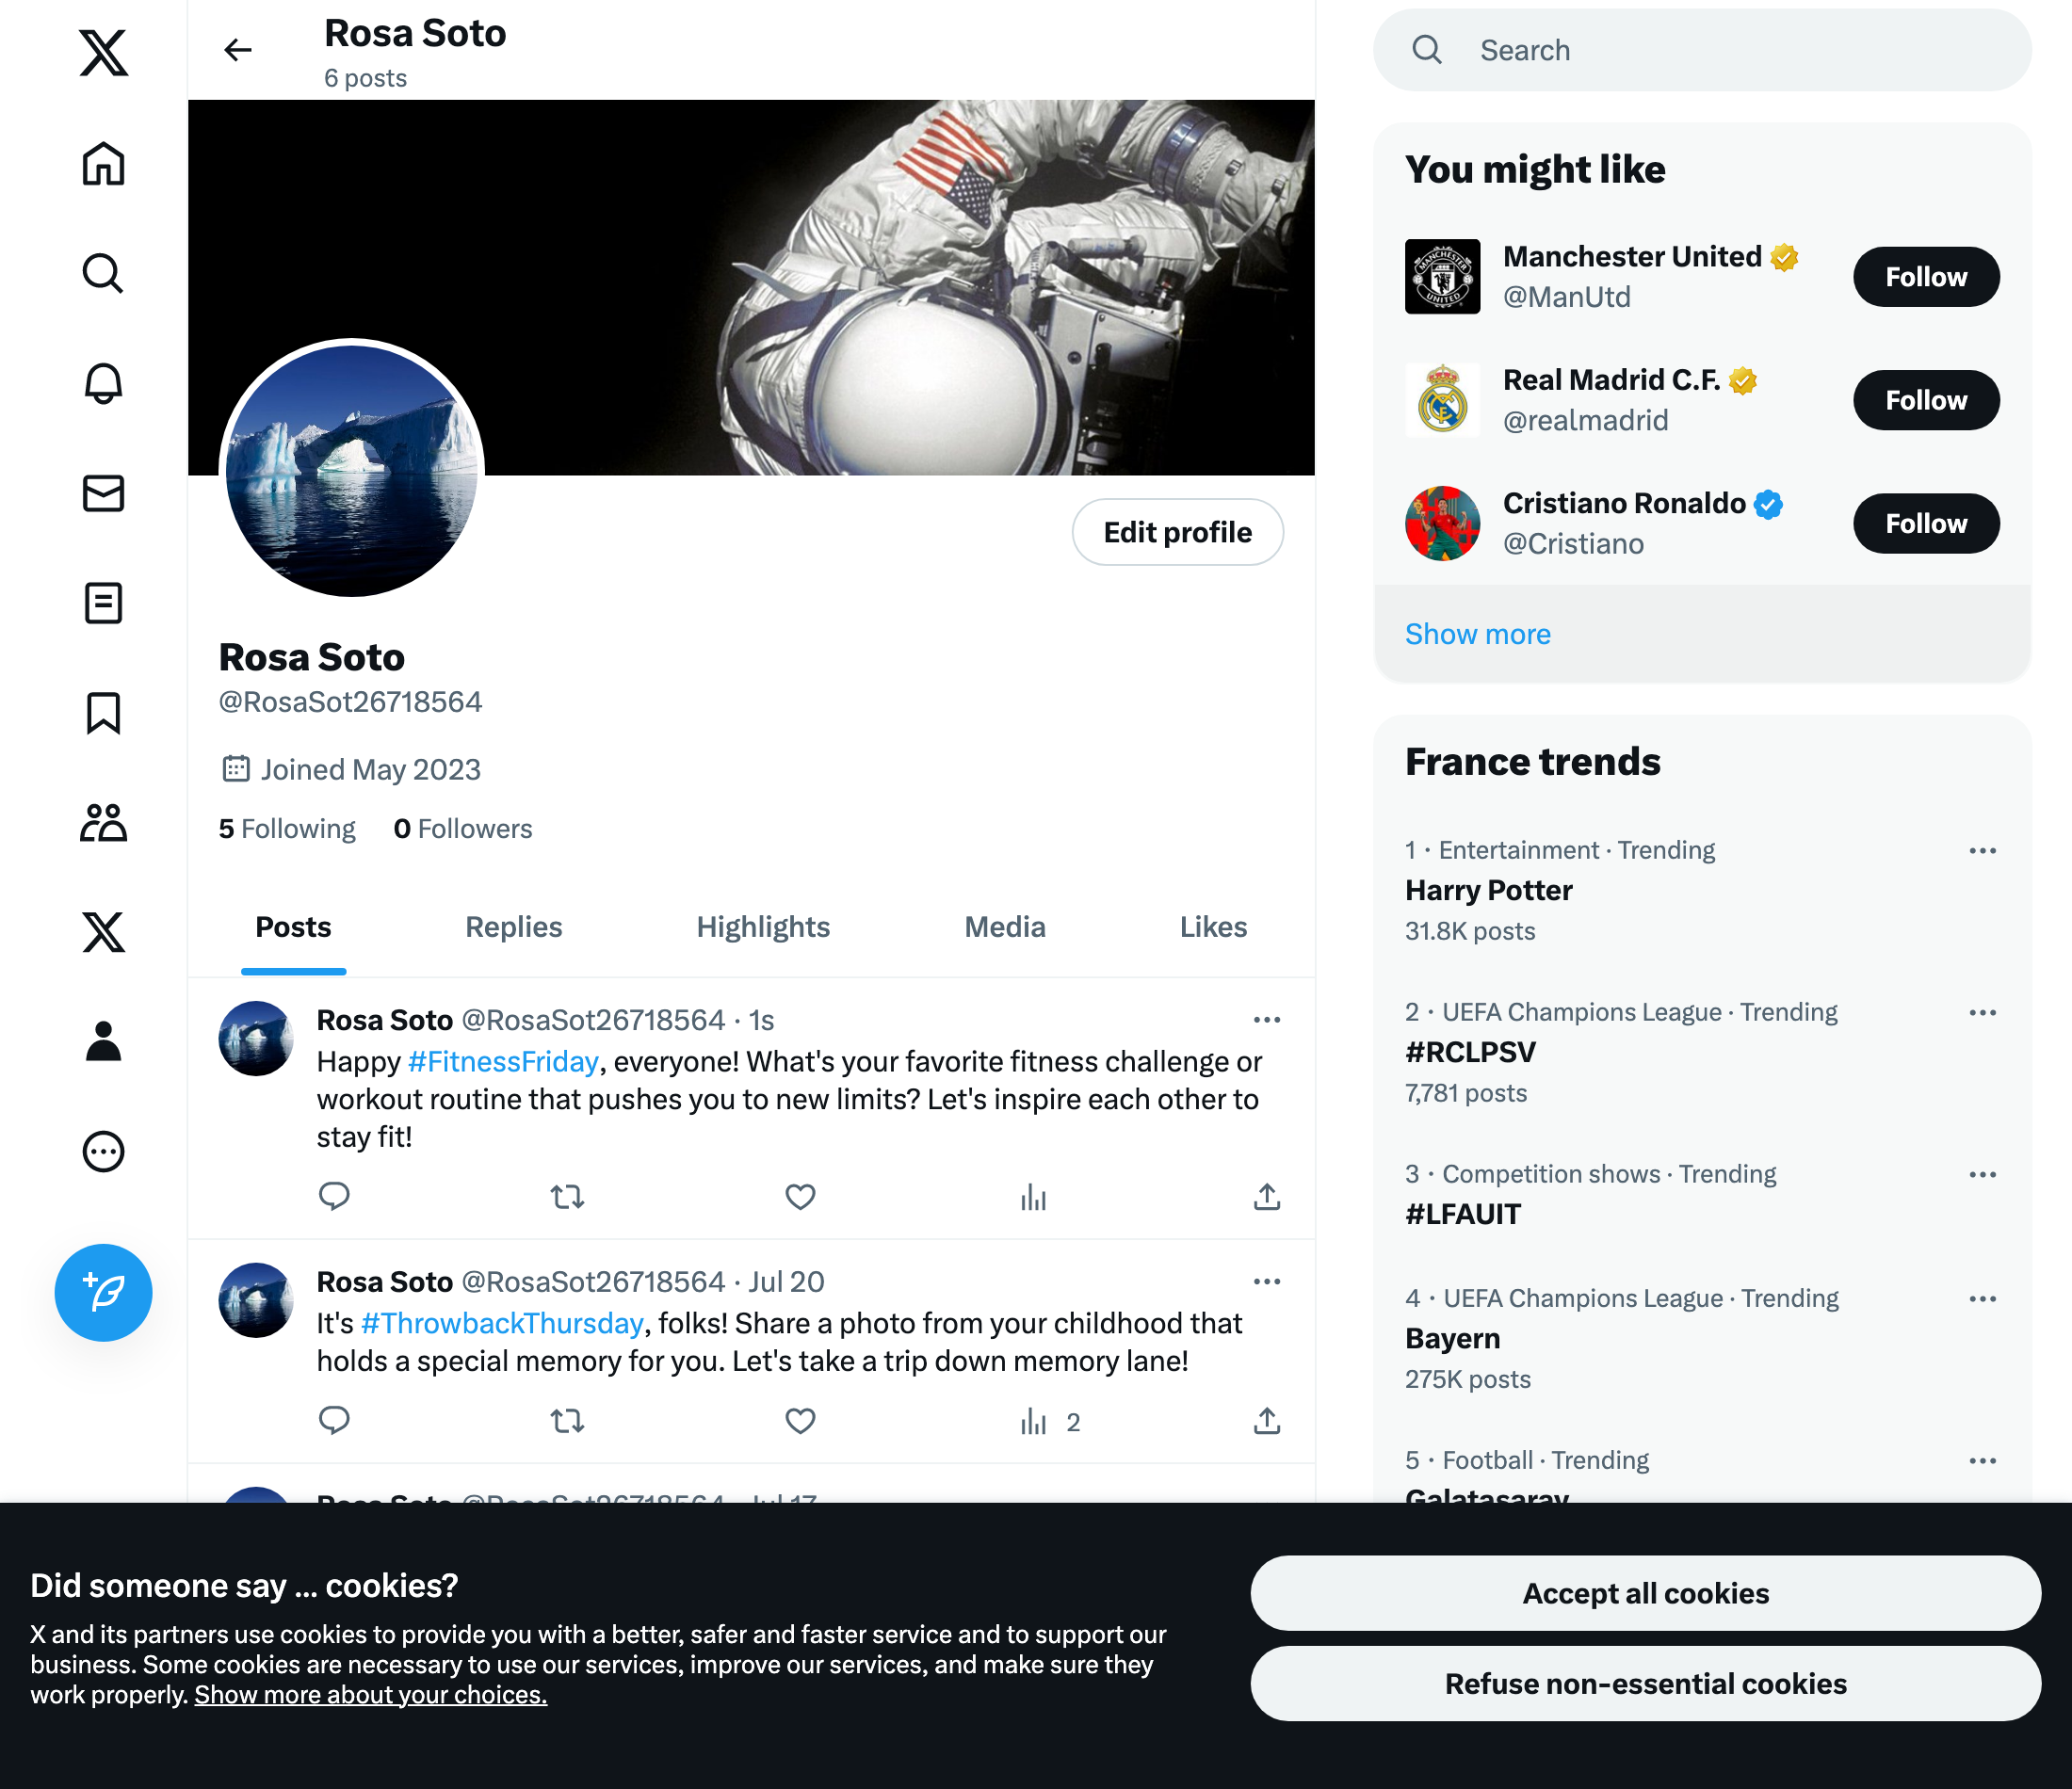 Rosa Soto
6 posts
Edit profile
Rosa Soto
@RosaSot26718564
Joined May 2023
5 Following 0 Followers
Posts Replies Highlights Media Likes
Rosa Soto @RosaSot26718564 · 1s
Happy #FitnessFriday, everyone! What's your favorite fitness challenge or
workout routine that pushes you to new limits? Let's inspire each other to
stay fit!
Rosa Soto @RosaSot26718564 · Jul 20
It's #ThrowbackThursday, folks! Share a photo from your childhood that
holds a special memory for you. Let's take a trip down memory lane!
2
Rosa Soto @RosaSot26718564 · Jul 17
Search
You might like
MANCHESTER
UNITED
Manchester United
@ManUtd
Follow
Real Madrid C.F.
@realmadrid
Follow
Cristiano Ronaldo
@Cristiano
Follow
Show more
France trends
1 · Entertainment · Trending
Harry Potter
31.8K posts
2 · UEFA Champions League · Trending
#RCLPSV
7,781 posts
3 · Competition shows · Trending
#LFAUIT
4 · UEFA Champions League · Trending
Bayern
275K posts
5 · Football · Trending
Galatasaray
Did someone say … cookies?
X and its partners use cookies to provide you with a better, safer and faster service and to support our
business. Some cookies are necessary to use our services, improve our services, and make sure they
work properly. Show more about your choices.
Accept all cookies
Refuse non-essential cookies